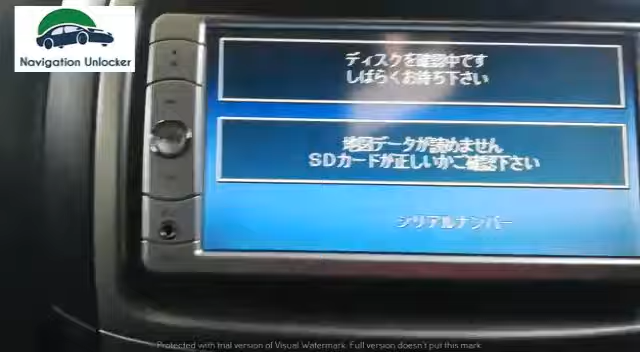 Navigation Unlocker
ディスクを確認中です
しばらくお待ち下さい
地図データが読めません
SDカードが正しいかご確認下さい
シリアルナンバー
Protected with trial version of Visual Watermark. Full version doesn't put this mark.